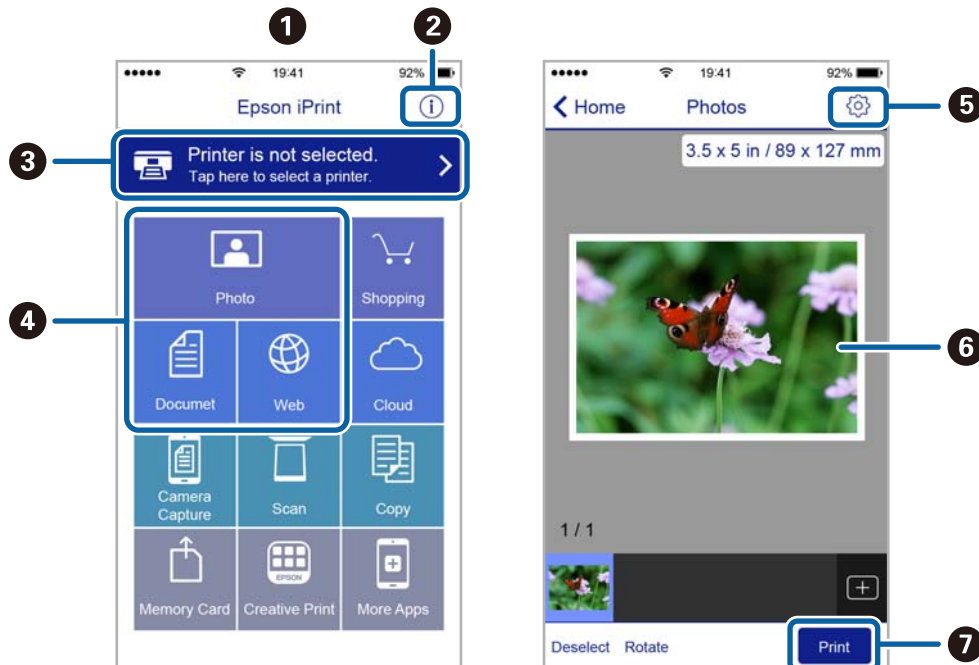 1
2
19:41
92%
Epson iPrint
3
Printer is not selected.
Tap here to select a printer.
4
Photo
Shopping
Documet
Web
Cloud
Camera
Capture
Scan
Copy
EPSON
Memory Card
Creative Print
More Apps
19:41
92%
Home
Photos
5
3.5 x 5 in / 89 x 127 mm
6
1 / 1
Deselect
Rotate
Print
7